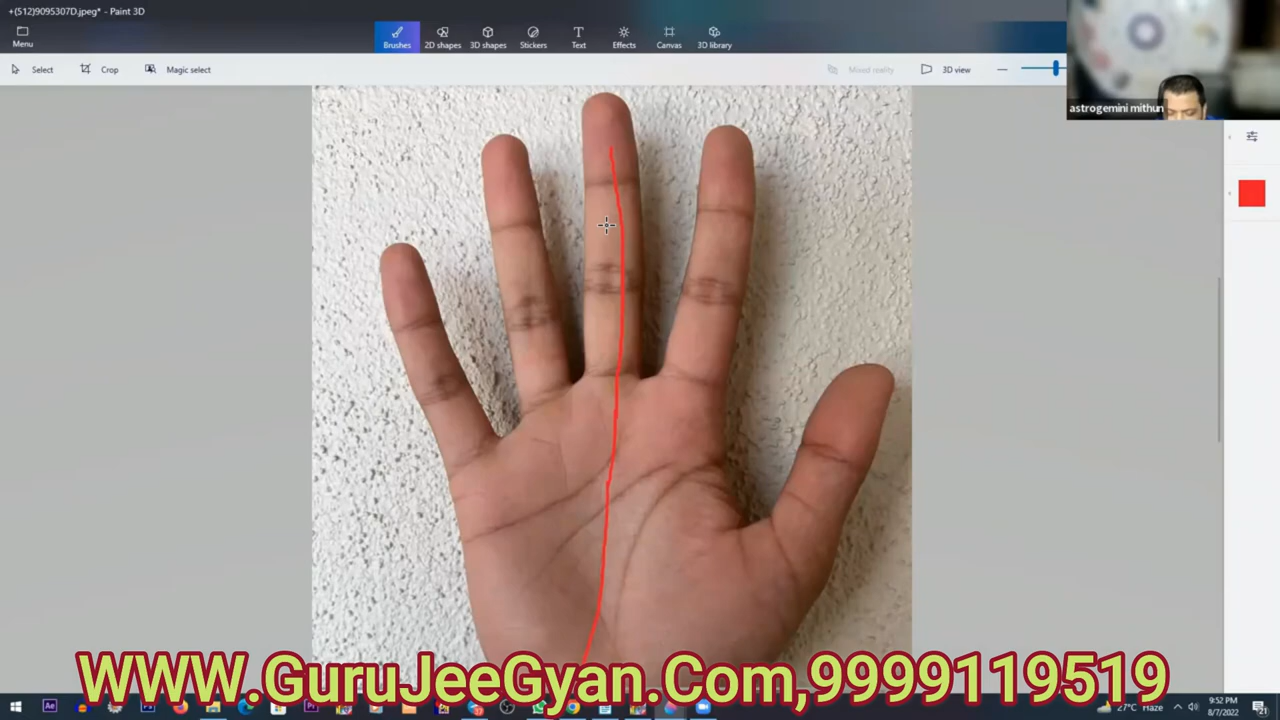 +(512)9095307D.jpeg* - Paint 3D
Menu
Brushes
2D shapes
3D shapes
Stickers
Text
Effects
Canvas
3D library
Select
Crop
Magic select
Mixed reality
3D view
astrogemini mithun
WWW.GuruJeeGyan.Com,9999119519
27°C Haze
9:52 PM
8/7/2022
21